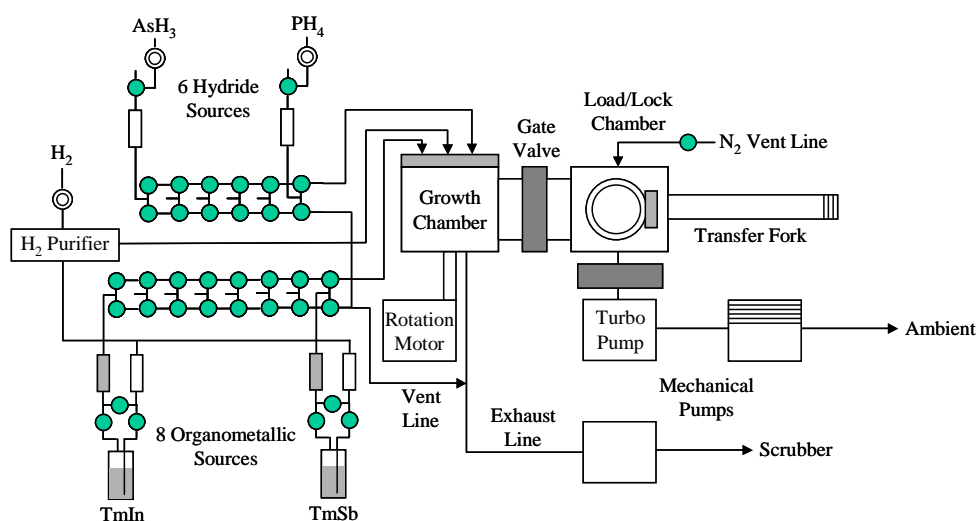 AsH₃
PH₄
6 Hydride
Sources
Load/Lock
Chamber
Gate
Valve
N₂ Vent Line
H₂
Growth
Chamber
H₂ Purifier
Transfer Fork
Rotation
Motor
Turbo
Pump
Ambient
Vent
Line
Mechanical
Pumps
Exhaust
Line
8 Organometallic
Sources
Scrubber
TmIn
TmSb